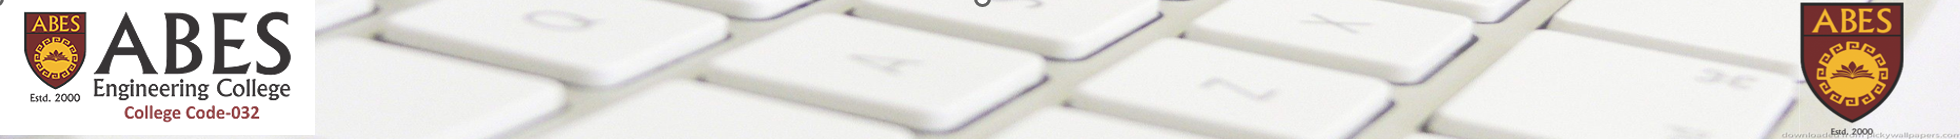 ABES
ABES
Engineering College
Estd. 2000
College Code-032
Q
A
Z
X
⌘
ABES
Estd. 2000